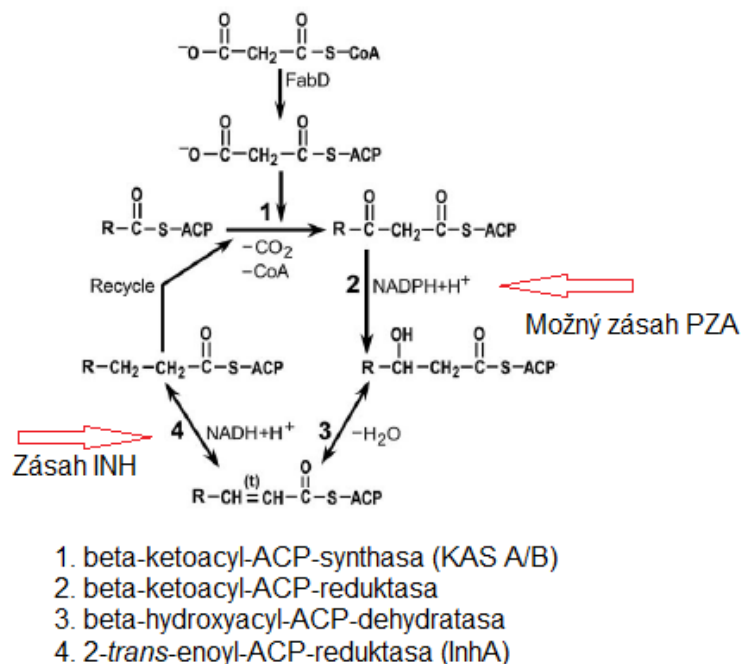 ⁻O–C–CH₂–C–S–CoA
O O
FabD
⁻O–C–CH₂–C–S–ACP
O O
R–C–S–ACP
O
1
–CO₂
–CoA
R–C–CH₂–C–S–ACP
O O
Recycle
2 NADPH+H⁺
Možný zásah PZA
R–CH₂–CH₂–C–S–ACP
O
OH O
R–CH–CH₂–C–S–ACP
Zásah INH
4 NADH+H⁺
3 –H₂O
(t) O
R–CH=CH–C–S–ACP
1. beta-ketoacyl-ACP-synthasa (KAS A/B)
2. beta-ketoacyl-ACP-reduktasa
3. beta-hydroxyacyl-ACP-dehydratasa
4. 2-trans-enoyl-ACP-reduktasa (InhA)